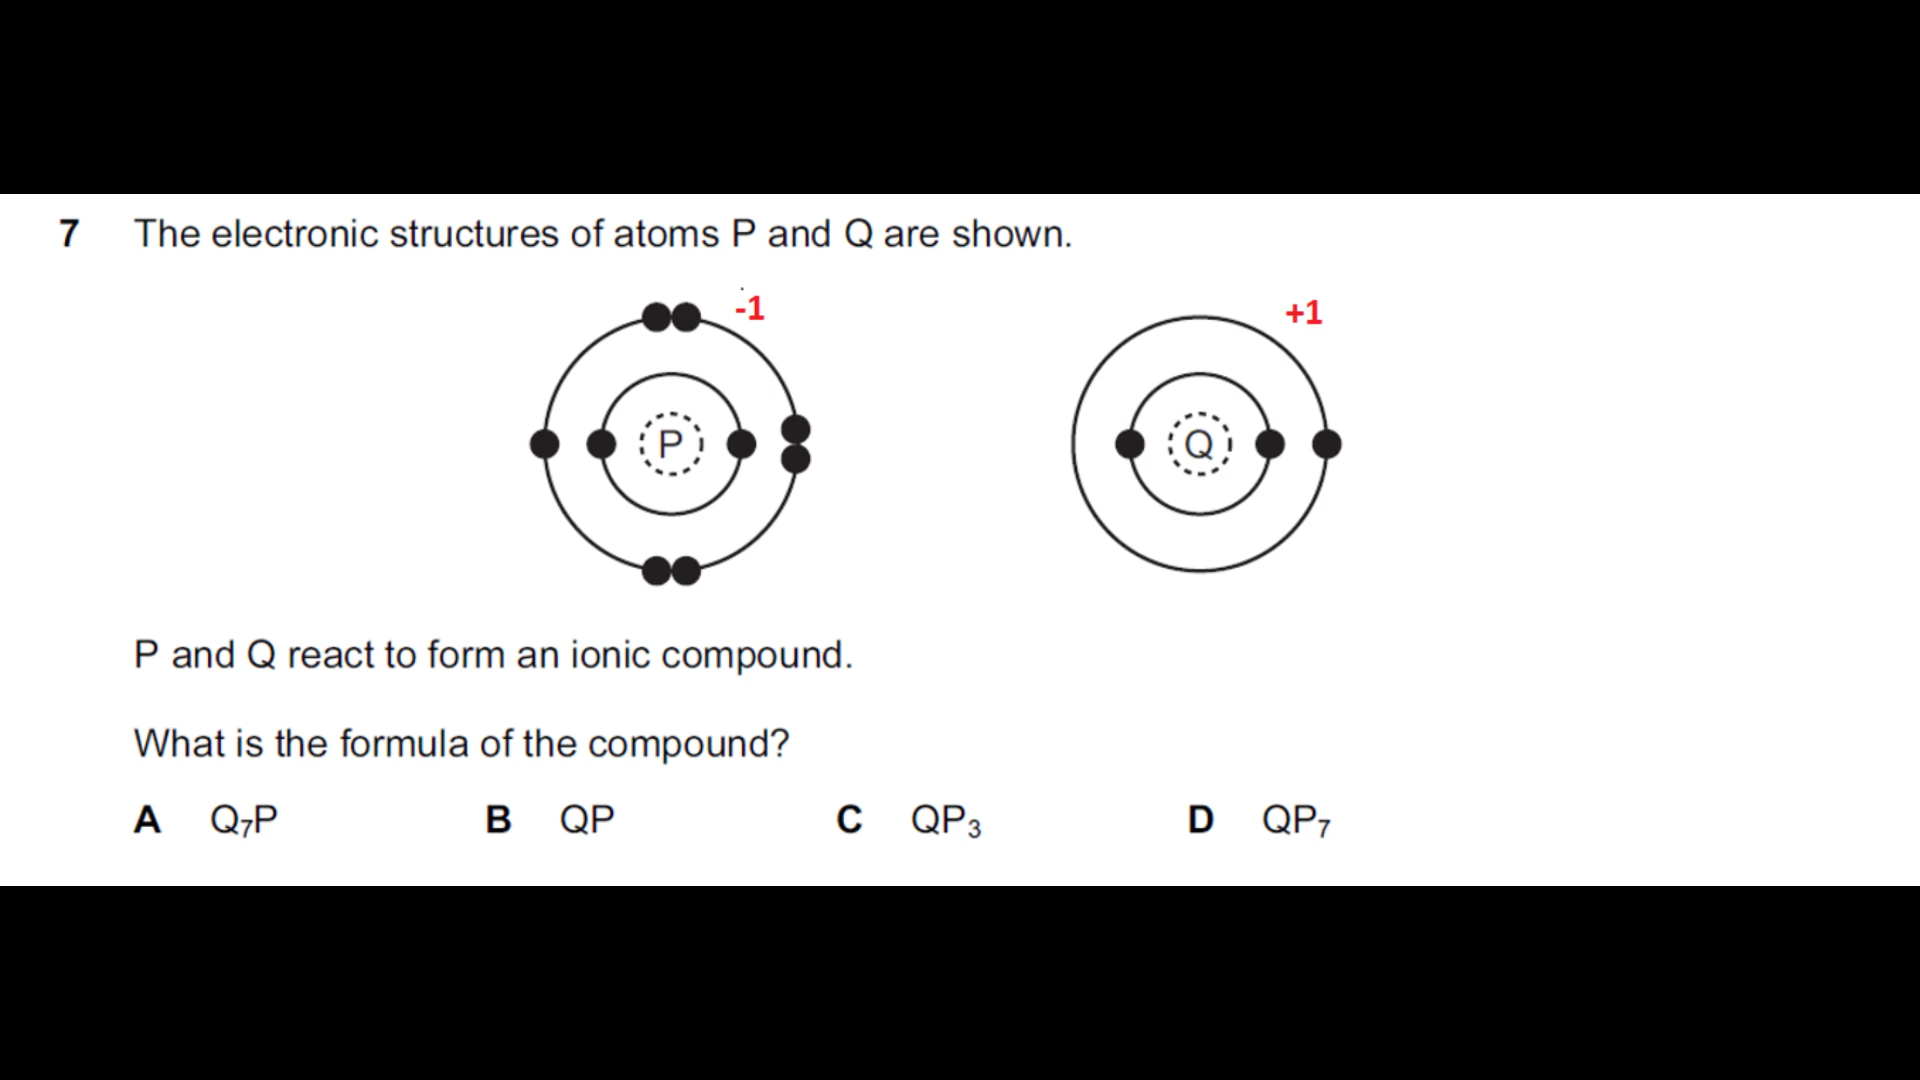 7 The electronic structures of atoms P and Q are shown.
-1 +1
P Q
P and Q react to form an ionic compound.
What is the formula of the compound?
A Q₇P B QP C QP₃ D QP₇